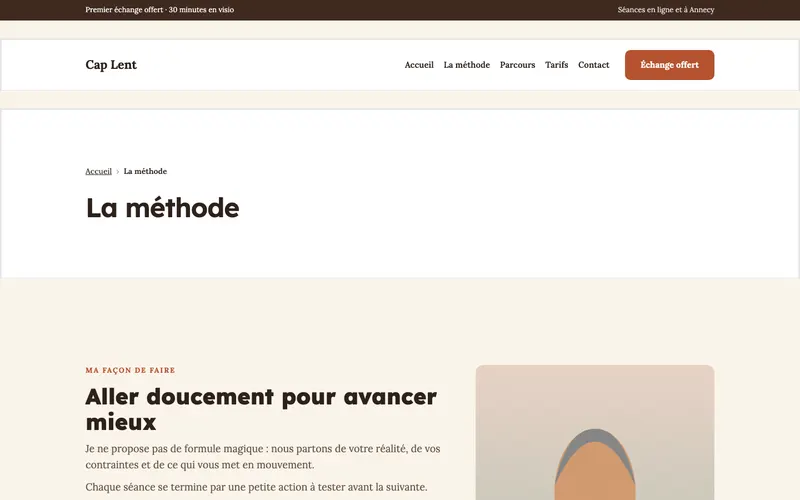 Premier échange offert · 30 minutes en visio
Séances en ligne et à Annecy
Cap Lent
Accueil La méthode Parcours Tarifs Contact Échange offert
Accueil › La méthode
La méthode
MA FAÇON DE FAIRE
Aller doucement pour avancer
mieux
Je ne propose pas de formule magique : nous partons de votre réalité, de vos
contraintes et de ce qui vous met en mouvement.
Chaque séance se termine par une petite action à tester avant la suivante.